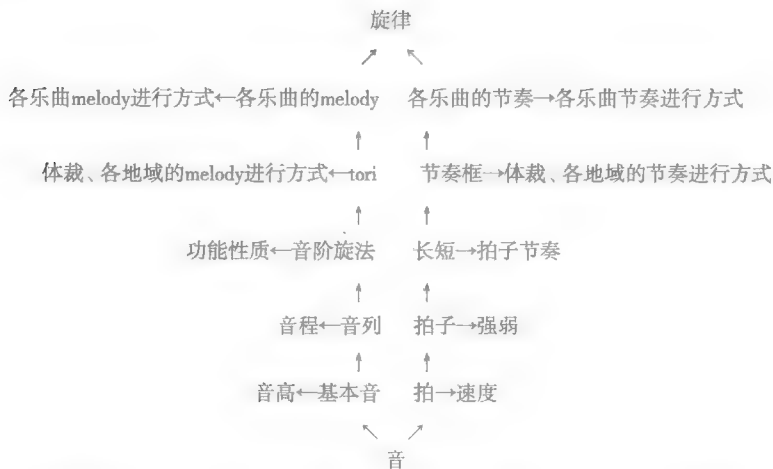 旋律
↗ ↖
各乐曲melody进行方式←各乐曲的melody 各乐曲的节奏→各乐曲节奏进行方式
↑ ↑
体裁、各地域的melody进行方式←tori 节奏框→体裁、各地域的节奏进行方式
↑ ↑
功能性质←音阶旋法 长短→拍子节奏
↑ ↑
音程←音列 拍子→强弱
↑ ↑
音高←基本音 拍→速度
↖ ↗
音